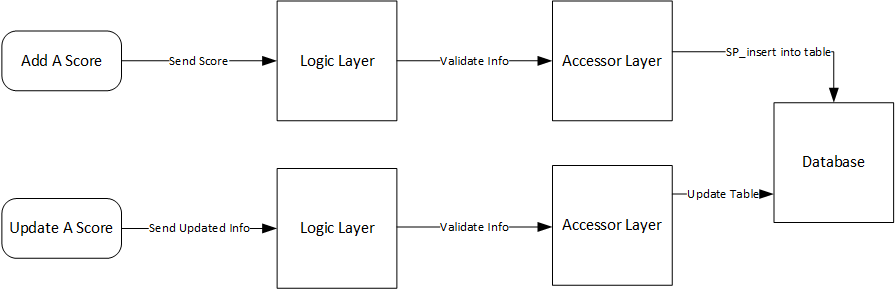 Add A Score
Send Score
Logic Layer
Validate Info
Accessor Layer
SP_insert into table
Database
Update A Score
Send Updated Info
Logic Layer
Validate Info
Accessor Layer
Update Table